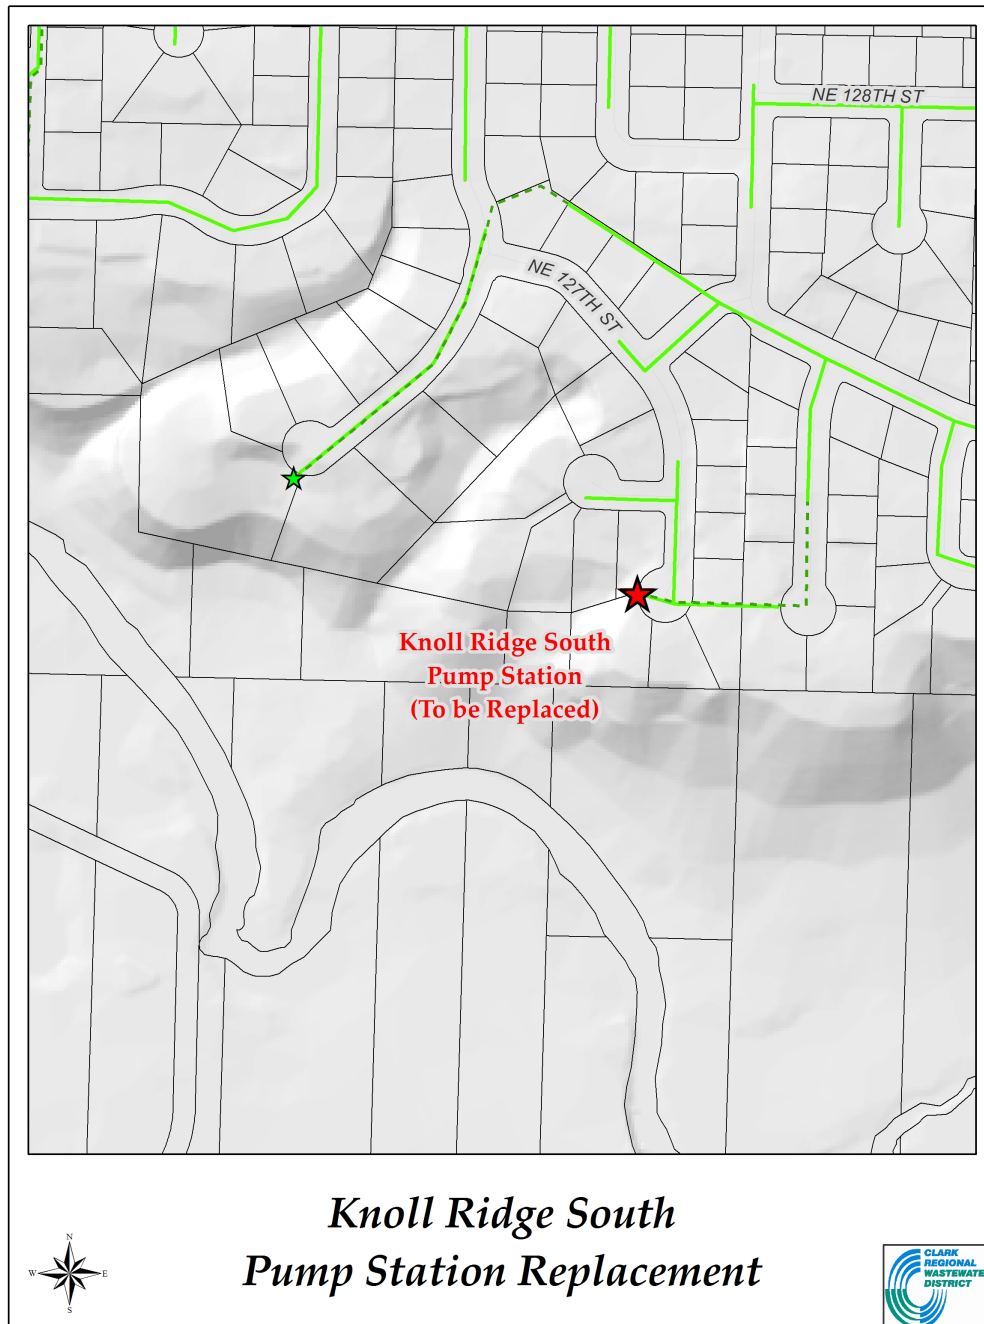 NE 128TH ST
NE 127TH ST
Knoll Ridge South
Pump Station
(To be Replaced)
Knoll Ridge South
Pump Station Replacement
N
W E
S
CLARK
REGIONAL
WASTEWATE
DISTRICT